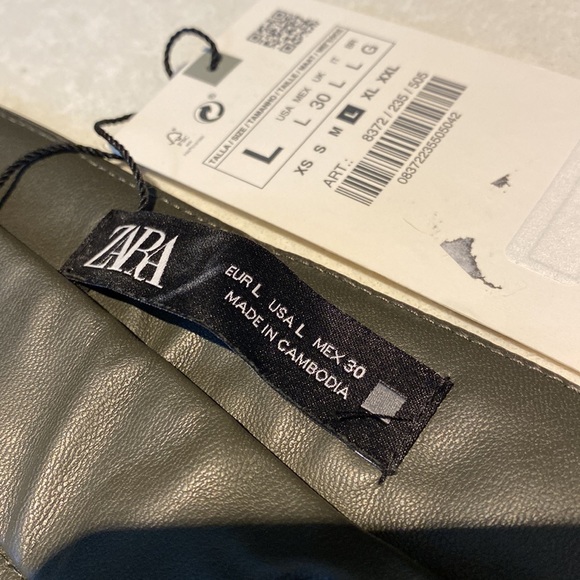 TALLA / SIZE / TAMANHO / TAILLE / MAAT /
USA MEX UK IT BR
L L 30 L L G
XS S M L XL XXL
ART.: 8372 / 235 / 505
08372235505042
ZARA
EUR L USA L MEX 30
MADE IN CAMBODIA